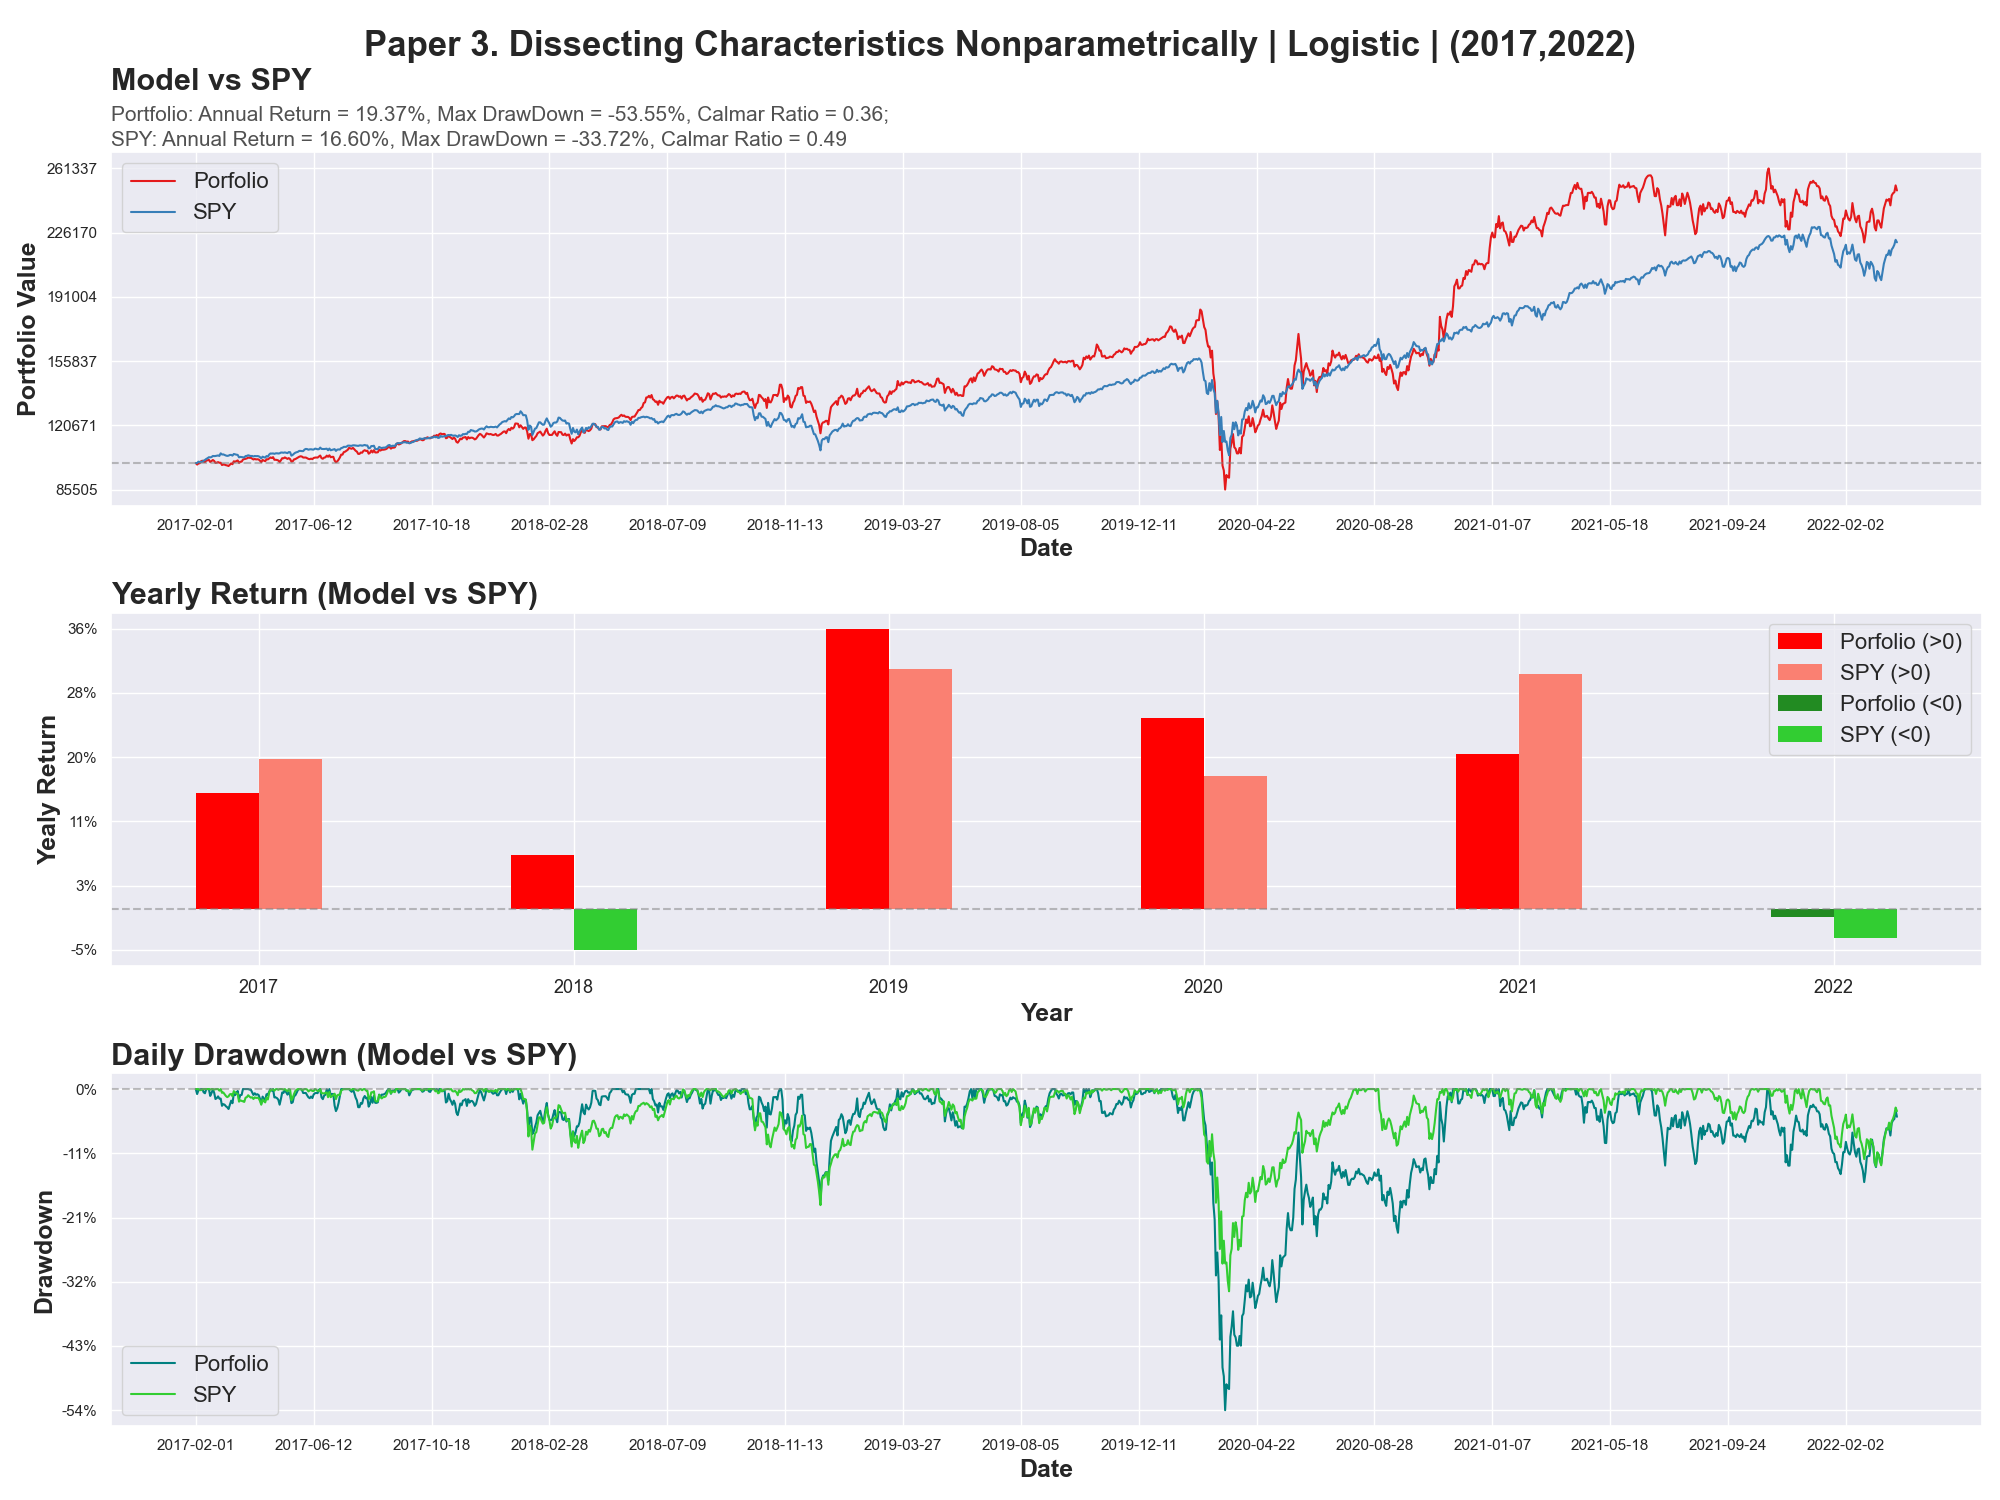 Paper 3. Dissecting Characteristics Nonparametrically | Logistic | (2017,2022)
Model vs SPY
Portfolio: Annual Return = 19.37%, Max DrawDown = -53.55%, Calmar Ratio = 0.36;
SPY: Annual Return = 16.60%, Max DrawDown = -33.72%, Calmar Ratio = 0.49
Porfolio
SPY
Portfolio Value
261337
226170
191004
155837
120671
85505
2017-02-01 2017-06-12 2017-10-18 2018-02-28 2018-07-09 2018-11-13 2019-03-27 2019-08-05 2019-12-11 2020-04-22 2020-08-28 2021-01-07 2021-05-18 2021-09-24 2022-02-02
Date
Yearly Return (Model vs SPY)
Porfolio (>0)
SPY (>0)
Porfolio (<0)
SPY (<0)
Yealy Return
36%
28%
20%
11%
3%
-5%
2017 2018 2019 2020 2021 2022
Year
Daily Drawdown (Model vs SPY)
Drawdown
0%
-11%
-21%
-32%
-43%
-54%
Porfolio
SPY
2017-02-01 2017-06-12 2017-10-18 2018-02-28 2018-07-09 2018-11-13 2019-03-27 2019-08-05 2019-12-11 2020-04-22 2020-08-28 2021-01-07 2021-05-18 2021-09-24 2022-02-02
Date